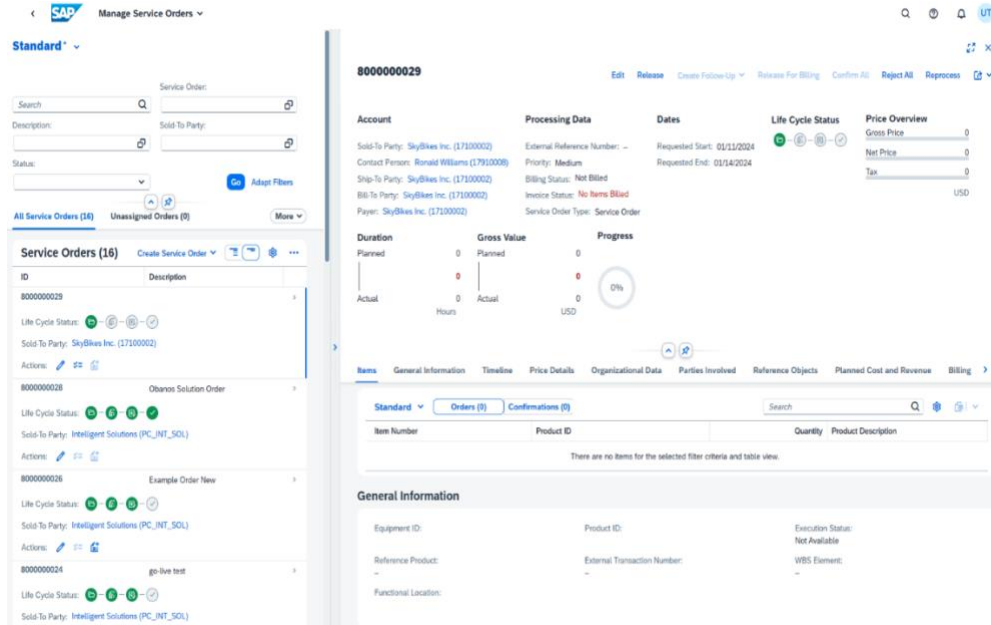 SAP Manage Service Orders
UT
Standard*
Service Order:
Search
Description:
Sold-To Party:
Status:
Go Adapt Filters
All Service Orders (16) Unassigned Orders (0) More
Service Orders (16) Create Service Order
ID Description
8000000029
Life Cycle Status:
Sold-To Party: SkyBikes Inc. (17100002)
Actions:
8000000028 Obanos Solution Order
Life Cycle Status:
Sold-To Party: Intelligent Solutions (PC_INT_SOL)
Actions:
8000000026 Example Order New
Life Cycle Status:
Sold-To Party: Intelligent Solutions (PC_INT_SOL)
Actions:
8000000024 go-live test
Life Cycle Status:
Sold-To Party: Intelligent Solutions (PC_INT_SOL)
8000000029
Edit Release Create Follow-Up Release For Billing Confirm All Reject All Reprocess
Account
Sold-To Party: SkyBikes Inc. (17100002)
Contact Person: Ronald Williams (17910008)
Ship-To Party: SkyBikes Inc. (17100002)
Bill-To Party: SkyBikes Inc. (17100002)
Payer: SkyBikes Inc. (17100002)
Processing Data
External Reference Number: –
Priority: Medium
Billing Status: Not Billed
Invoice Status: No Items Billed
Service Order Type: Service Order
Dates
Requested Start: 01/11/2024
Requested End: 01/14/2024
Life Cycle Status
Price Overview
Gross Price 0
Net Price 0
Tax 0
USD
Duration
Planned 0
0
Actual 0
Hours
Gross Value
Planned 0
0
Actual 0
USD
Progress
0%
Items General Information Timeline Price Details Organizational Data Parties Involved Reference Objects Planned Cost and Revenue Billing
Standard Orders (0) Confirmations (0) Search
Item Number Product ID Quantity Product Description
There are no items for the selected filter criteria and table view.
General Information
Equipment ID: Product ID: Execution Status:
Not Available
Reference Product: External Transaction Number: WBS Element:
– – –
Functional Location: